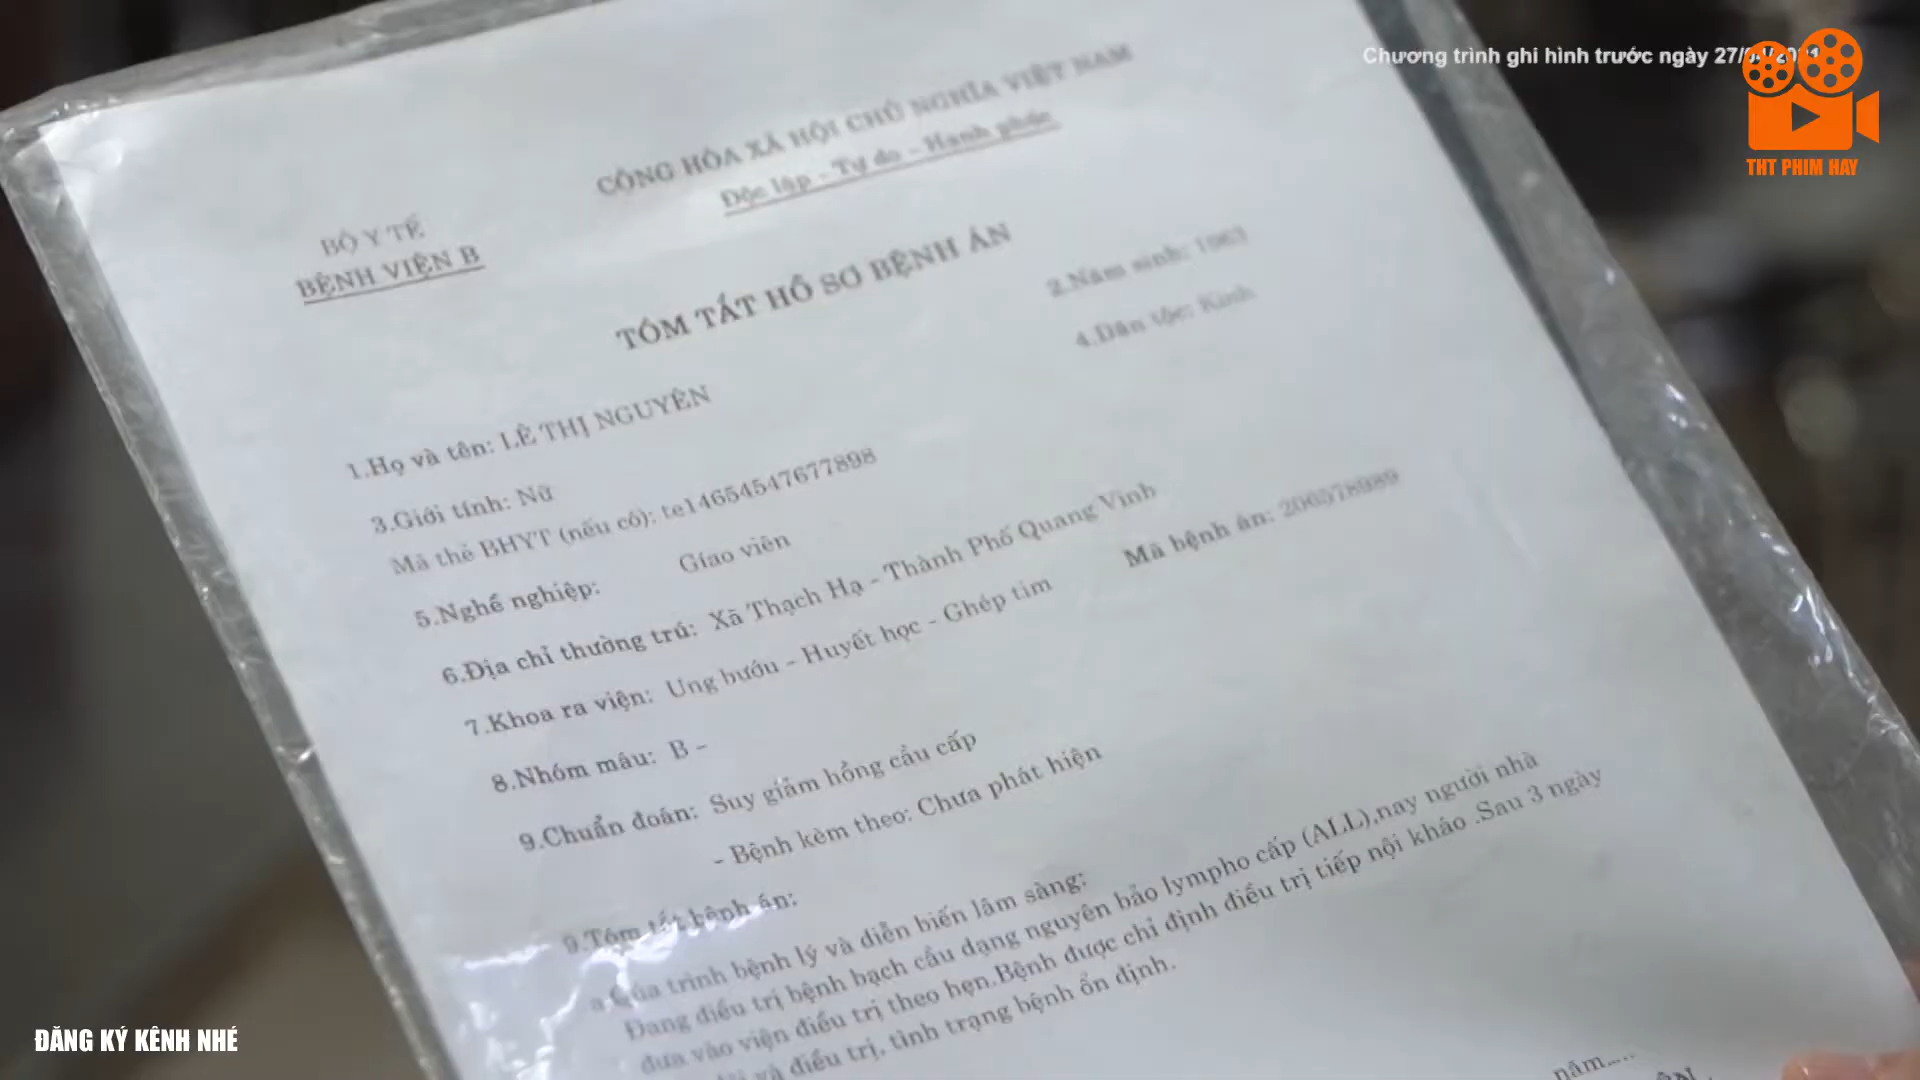 Chương trình ghi hình trước ngày
THT PHIM HAY
CỘNG HÒA XÃ HỘI CHỦ NGHĨA VIỆT NAM
Độc lập - Tự do - Hạnh phúc
BỘ Y TẾ
BỆNH VIỆN B
TÓM TẮT HỒ SƠ BỆNH ÁN
1.Họ và tên: LÊ THỊ NGUYÊN
2.Năm sinh:
3.Giới tính: Nữ
4.Dân tộc: Kinh
Mã thẻ BHYT (nếu có): te14654547677898
5.Nghề nghiệp: Gíao viên
6.Địa chỉ thường trú: Xã Thạch Hạ - Thành Phố Quang Vinh
7.Khoa ra viện: Ung bướu - Huyết học - Ghép tim
Mã bệnh án: 206578989
8.Nhóm máu: B -
9.Chuẩn đoán: Suy giảm hồng cầu cấp
- Bệnh kèm theo: Chưa phát hiện
9.Tóm tắt bệnh án:
a.Qúa trình bệnh lý và diễn biến lâm sàng:
Đang điều trị bệnh bạch cầu dạng nguyên bảo lympho cấp (ALL),nay người nhà
đưa vào viện điều trị theo hẹn.Bệnh được chỉ định điều trị tiếp nội khảo .Sau 3 ngày
và điều trị, tình trạng bệnh ổn định.
năm.....
ĐĂNG KÝ KÊNH NHÉ